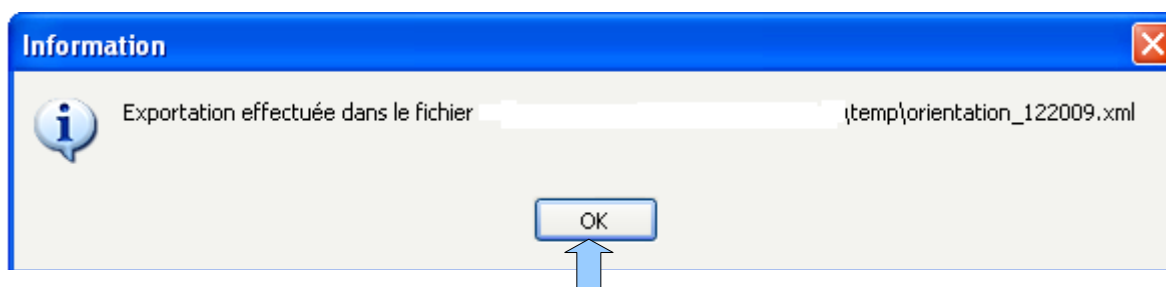 Information
Exportation effectuée dans le fichier \temp\orientation_122009.xml
OK